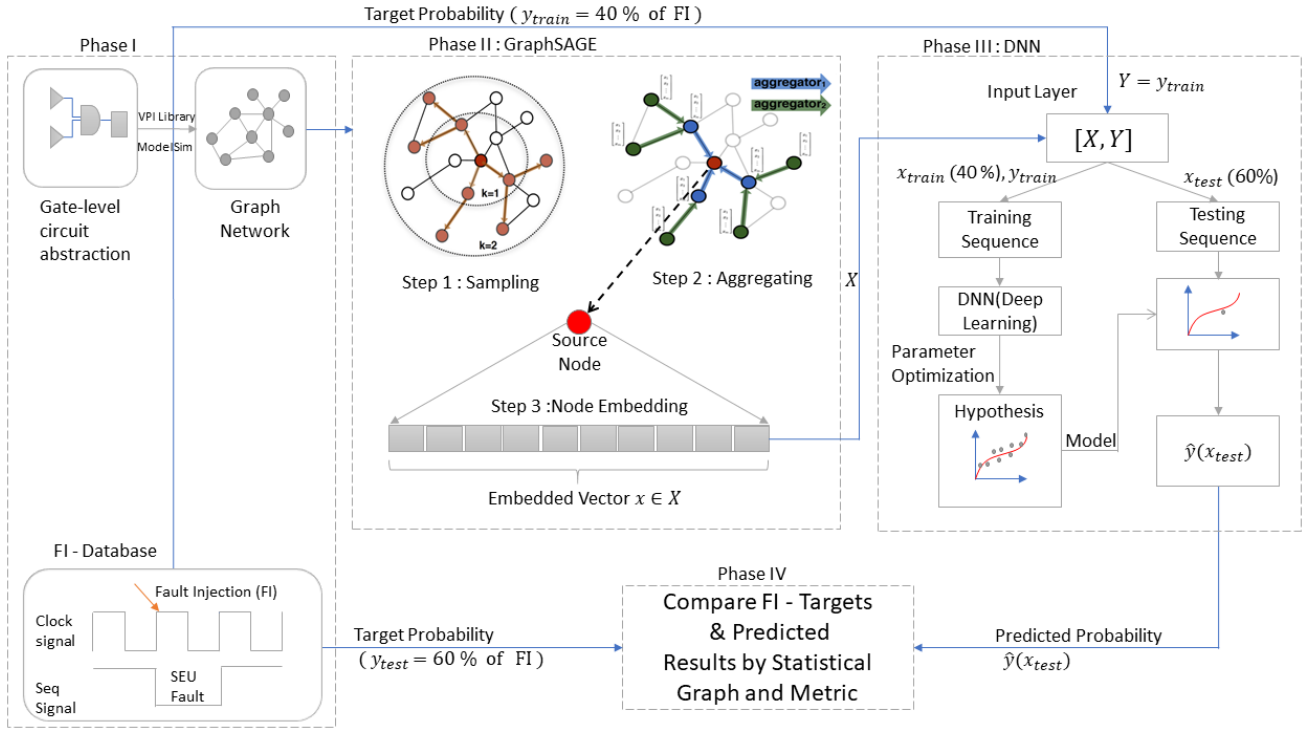 Target Probability ( y_train = 40 % of FI )
Phase I
VPI Library
ModelSim
Gate-level
circuit
abstraction
Graph
Network
FI - Database
Fault Injection (FI)
Clock
signal
SEU
Fault
Seq
Signal
Phase II : GraphSAGE
k=1
k=2
aggregator₁
aggregator₂
Step 1 : Sampling
Step 2 : Aggregating
Source
Node
Step 3 :Node Embedding
Embedded Vector x ∈ X
X
Phase III : DNN
Input Layer
Y = y_train
[X, Y]
x_train (40 %), y_train
x_test (60%)
Training
Sequence
Testing
Sequence
DNN(Deep
Learning)
Parameter
Optimization
Hypothesis
Model
ŷ(x_test)
Target Probability
( y_test = 60 % of FI )
Phase IV
Compare FI - Targets
& Predicted
Results by Statistical
Graph and Metric
Predicted Probability
ŷ(x_test)